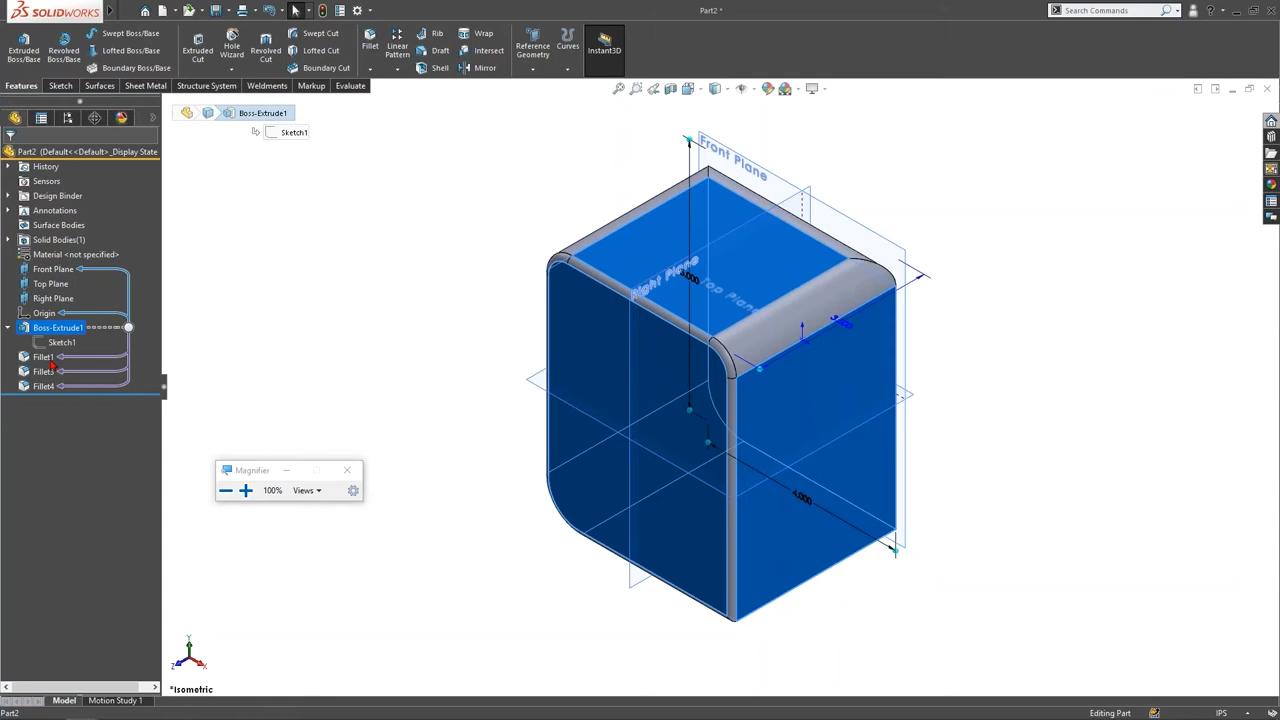 SOLIDWORKS
Part2 *
Search Commands
Extruded Boss/Base
Revolved Boss/Base
Swept Boss/Base
Lofted Boss/Base
Boundary Boss/Base
Extruded Cut
Hole Wizard
Revolved Cut
Swept Cut
Lofted Cut
Boundary Cut
Fillet
Linear Pattern
Rib
Draft
Shell
Wrap
Intersect
Mirror
Reference Geometry
Curves
Instant3D
Features
Sketch
Surfaces
Sheet Metal
Structure System
Weldments
Markup
Evaluate
Boss-Extrude1
Sketch1
Part2 (Default<<Default>_Display State
History
Sensors
Design Binder
Annotations
Surface Bodies
Solid Bodies(1)
Material <not specified>
Front Plane
Top Plane
Right Plane
Origin
Boss-Extrude1
Sketch1
Fillet1
Fillet3
Fillet4
Front Plane
Right Plane
Top Plane
4.000
Magnifier
100%
Views
Y
Z
X
*Isometric
Model
Motion Study 1
Part2
Editing Part
IPS